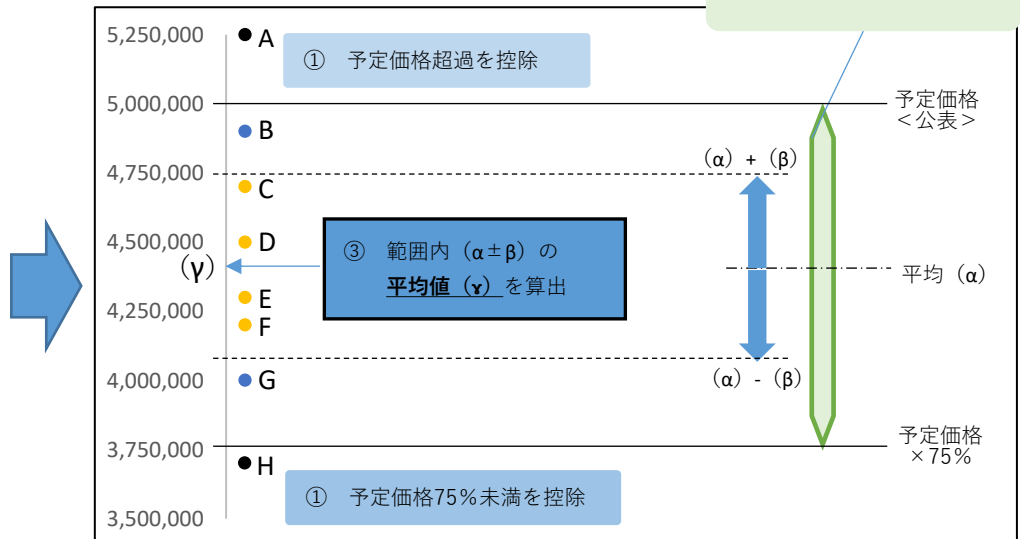 5,250,000
A
① 予定価格超過を控除
5,000,000
予定価格
<公表>
B
(α) + (β)
4,750,000
C
4,500,000
D
③ 範囲内（α±β）の
平均値（γ）を算出
(γ)
平均（α）
E
4,250,000
F
4,000,000
G
(α) - (β)
予定価格
×75%
3,750,000
H
① 予定価格75％未満を控除
3,500,000